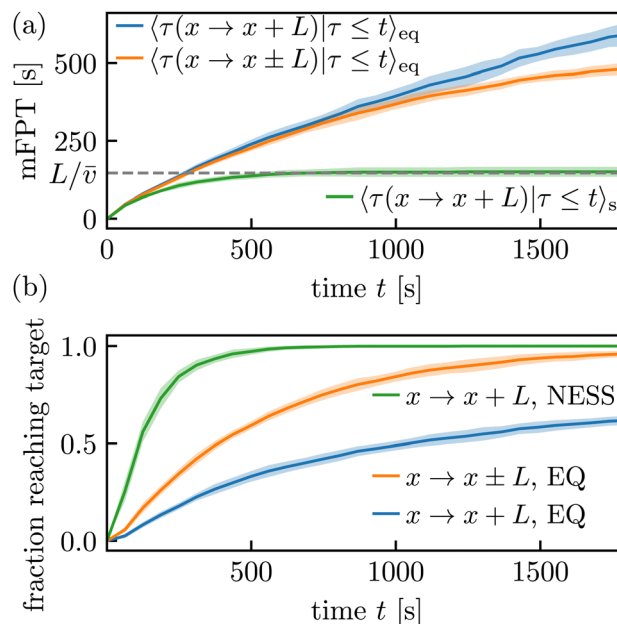 (a)
⟨τ(x → x + L)|τ ≤ t⟩eq
⟨τ(x → x ± L)|τ ≤ t⟩eq
mFPT [s]
500
250
L/v̄
0
⟨τ(x → x + L)|τ ≤ t⟩s
0 500 1000 1500
time t [s]
(b)
fraction reaching target
1.0
0.5
0.0
x → x + L, NESS
x → x ± L, EQ
x → x + L, EQ
0 500 1000 1500
time t [s]